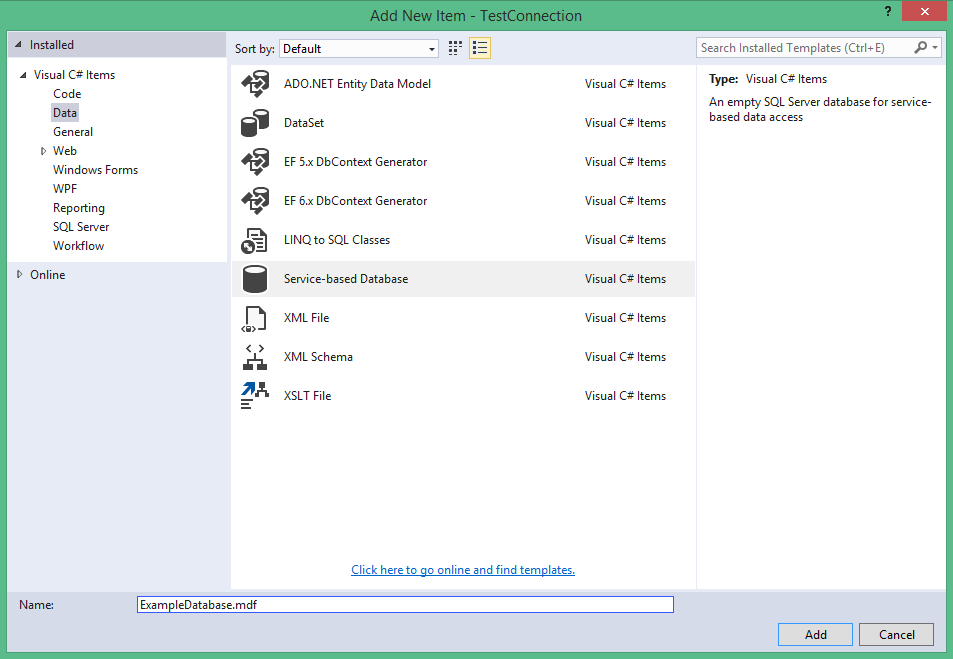 Add New Item - TestConnection
?
Installed
Visual C# Items
Code
Data
General
Web
Windows Forms
WPF
Reporting
SQL Server
Workflow
Online
Sort by: Default
Search Installed Templates (Ctrl+E)
ADO.NET Entity Data Model Visual C# Items
DataSet Visual C# Items
EF 5.x DbContext Generator Visual C# Items
EF 6.x DbContext Generator Visual C# Items
LINQ to SQL Classes Visual C# Items
Service-based Database Visual C# Items
XML File Visual C# Items
XML Schema Visual C# Items
XSLT File Visual C# Items
Click here to go online and find templates.
Type: Visual C# Items
An empty SQL Server database for service-
based data access
Name: ExampleDatabase.mdf
Add Cancel